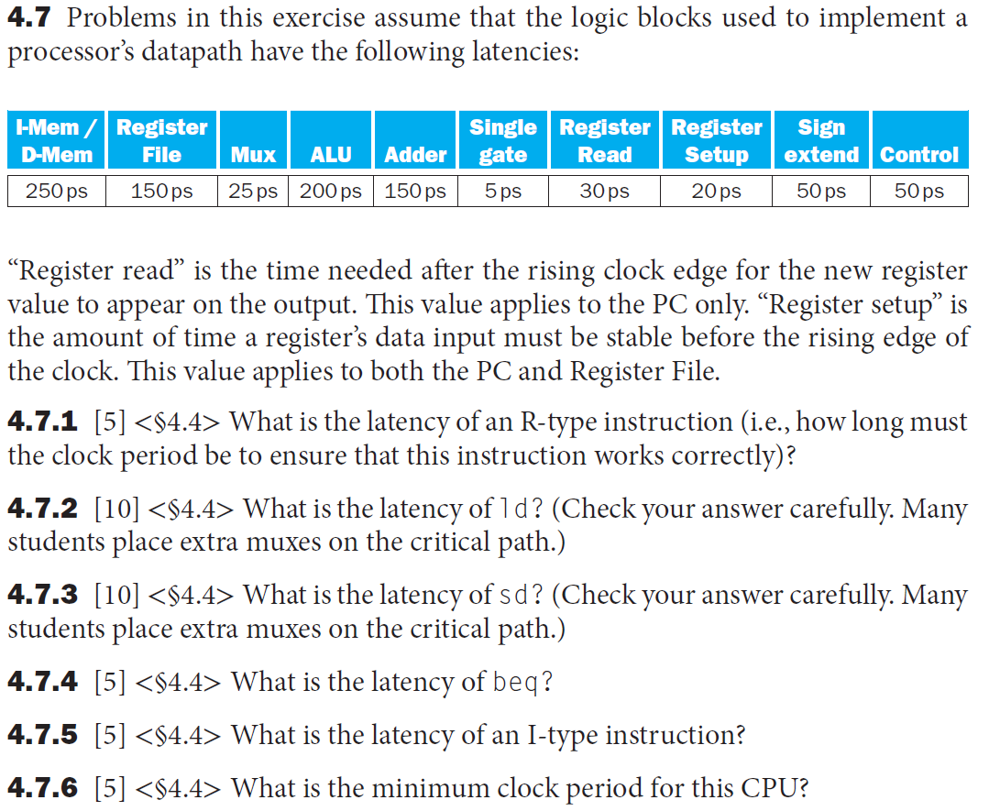 4.7 Problems in this exercise assume that the logic blocks used to implement a
processor’s datapath have the following latencies:
I-Mem / D-Mem Register File Mux ALU Adder Single gate Register Read Register Setup Sign extend Control
250 ps 150 ps 25 ps 200 ps 150 ps 5 ps 30 ps 20 ps 50 ps 50 ps
“Register read” is the time needed after the rising clock edge for the new register
value to appear on the output. This value applies to the PC only. “Register setup” is
the amount of time a register’s data input must be stable before the rising edge of
the clock. This value applies to both the PC and Register File.
4.7.1 [5] <§4.4> What is the latency of an R-type instruction (i.e., how long must
the clock period be to ensure that this instruction works correctly)?
4.7.2 [10] <§4.4> What is the latency of ld? (Check your answer carefully. Many
students place extra muxes on the critical path.)
4.7.3 [10] <§4.4> What is the latency of sd? (Check your answer carefully. Many
students place extra muxes on the critical path.)
4.7.4 [5] <§4.4> What is the latency of beq?
4.7.5 [5] <§4.4> What is the latency of an I-type instruction?
4.7.6 [5] <§4.4> What is the minimum clock period for this CPU?